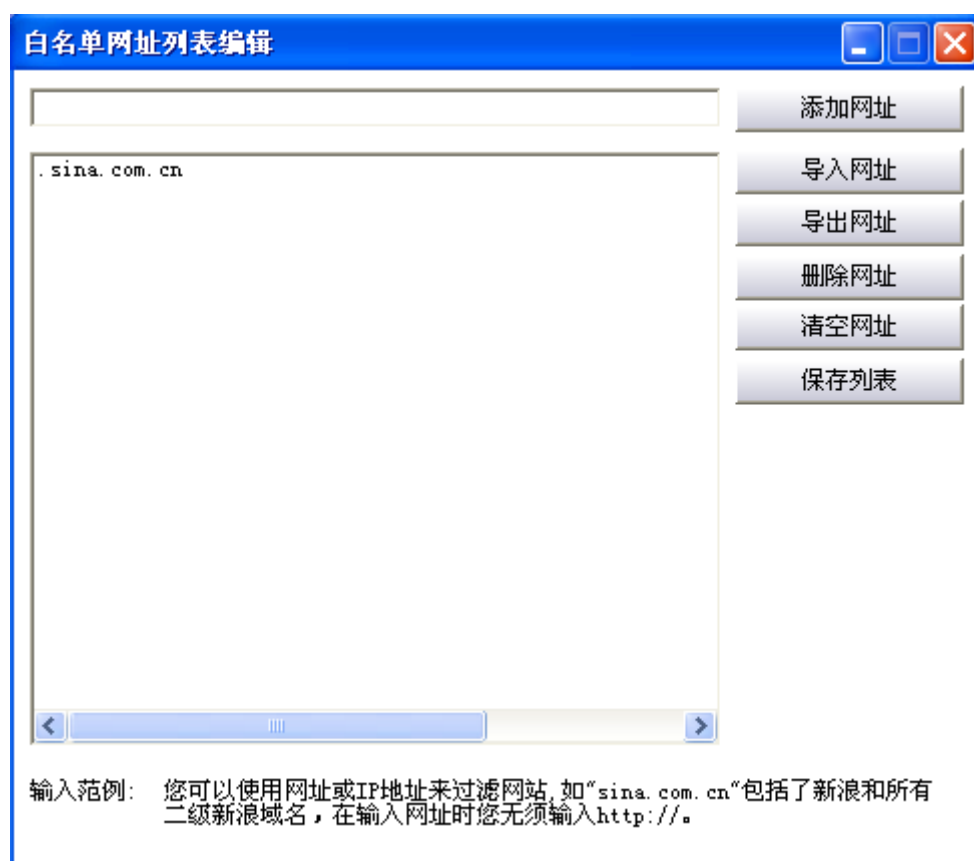 白名单网址列表编辑
添加网址
.sina.com.cn
导入网址
导出网址
删除网址
清空网址
保存列表
输入范例: 您可以使用网址或IP地址来过滤网站,如"sina.com.cn"包括了新浪和所有
二级新浪域名，在输入网址时您无须输入http://。